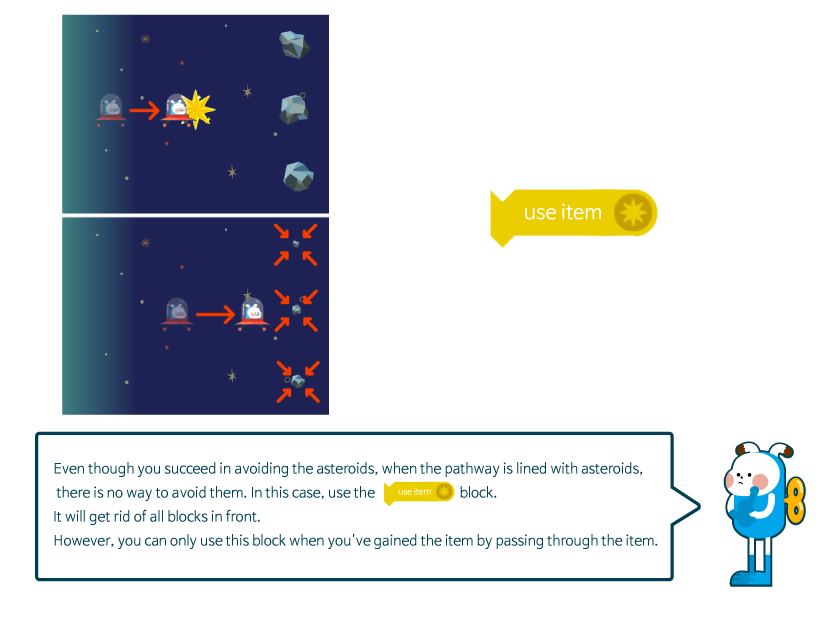 use item
Even though you succeed in avoiding the asteroids, when the pathway is lined with asteroids,
there is no way to avoid them. In this case, use the use item block.
It will get rid of all blocks in front.
However, you can only use this block when you've gained the item by passing through the item.